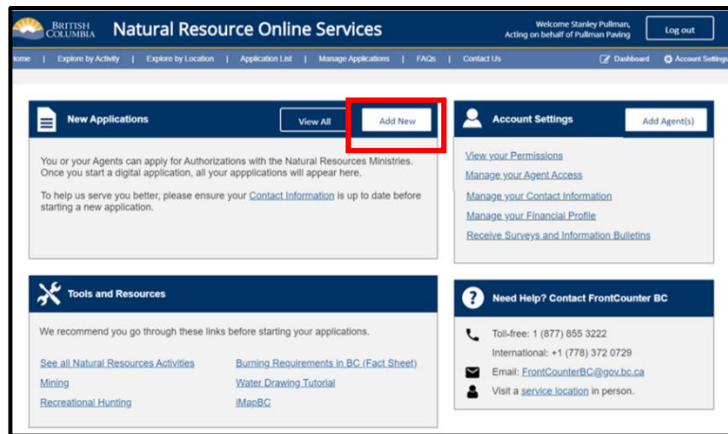 BRITISH COLUMBIA Natural Resource Online Services
Welcome Stanley Pullman,
Acting on behalf of Pullman Paving
Log out
Home | Explore by Activity | Explore by Location | Application List | Manage Applications | FAQs | Contact Us
Dashboard Account Settings
New Applications
View All
Add New
You or your Agents can apply for Authorizations with the Natural Resources Ministries.
Once you start a digital application, all your appplications will appear here.
To help us serve you better, please ensure your Contact Information is up to date before
starting a new application.
Account Settings
Add Agent(s)
View your Permissions
Manage your Agent Access
Manage your Contact Information
Manage your Financial Profile
Receive Surveys and Information Bulletins
Tools and Resources
We recommend you go through these links before starting your applications.
See all Natural Resources Activities
Mining
Recreational Hunting
Burning Requirements in BC (Fact Sheet)
Water Drawing Tutorial
iMapBC
Need Help? Contact FrontCounter BC
Toll-free: 1 (877) 855 3222
International: +1 (778) 372 0729
Email: FrontCounterBC@gov.bc.ca
Visit a service location in person.